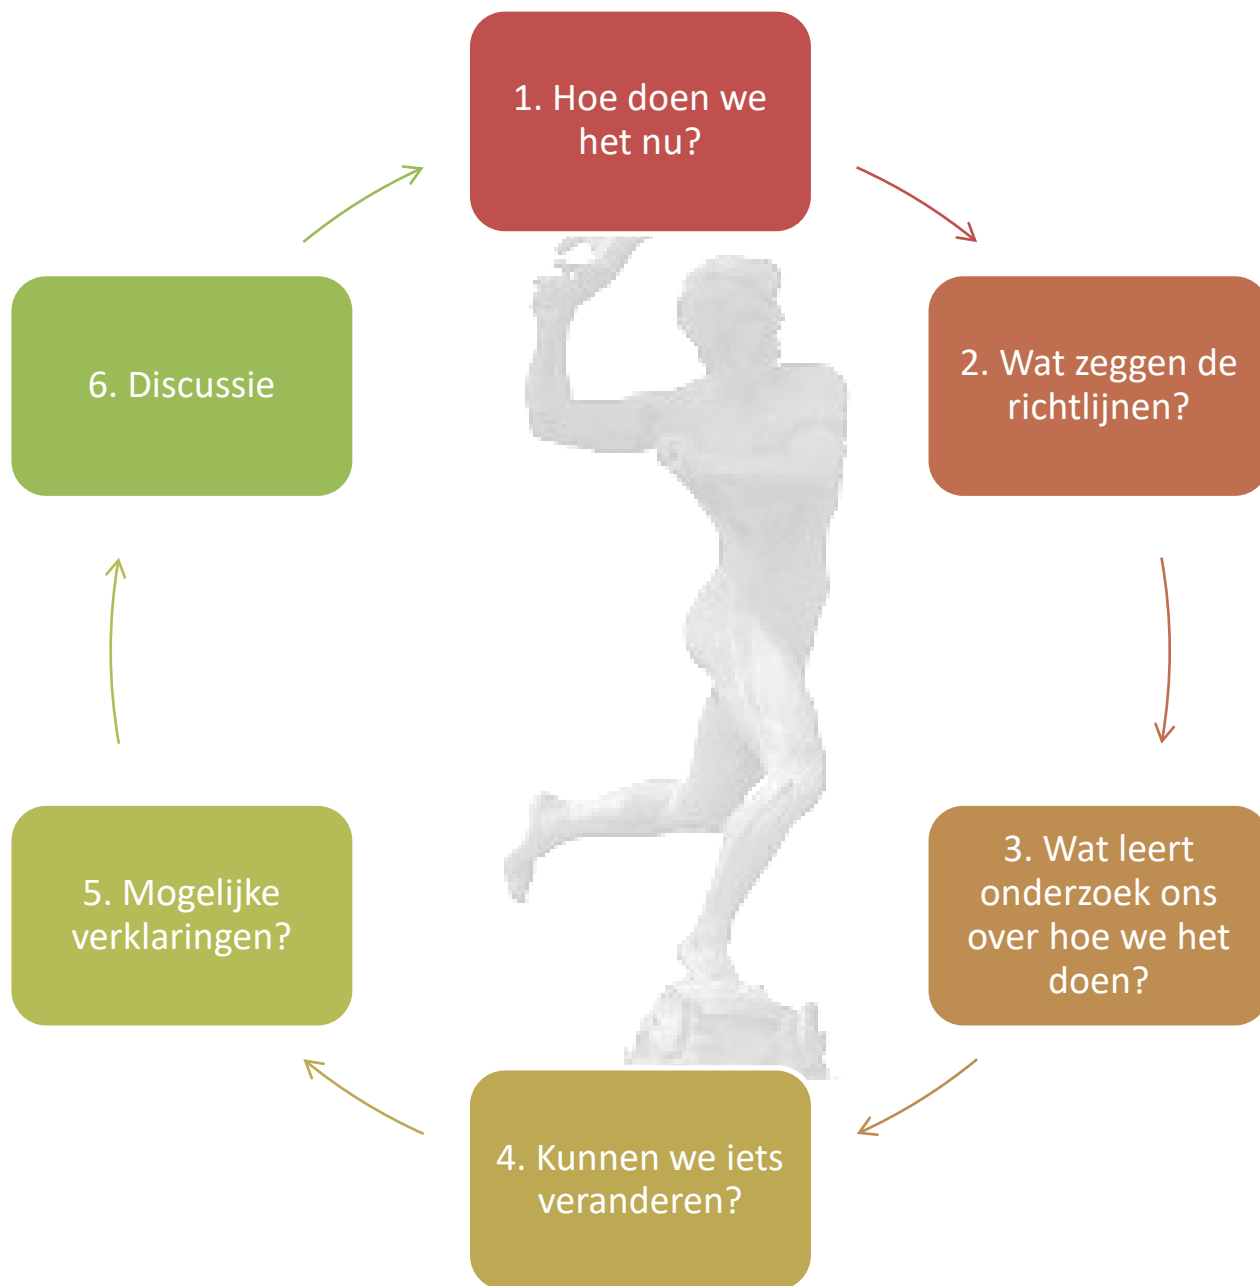 1. Hoe doen we
het nu?
2. Wat zeggen de
richtlijnen?
3. Wat leert
onderzoek ons
over hoe we het
doen?
4. Kunnen we iets
veranderen?
5. Mogelijke
verklaringen?
6. Discussie